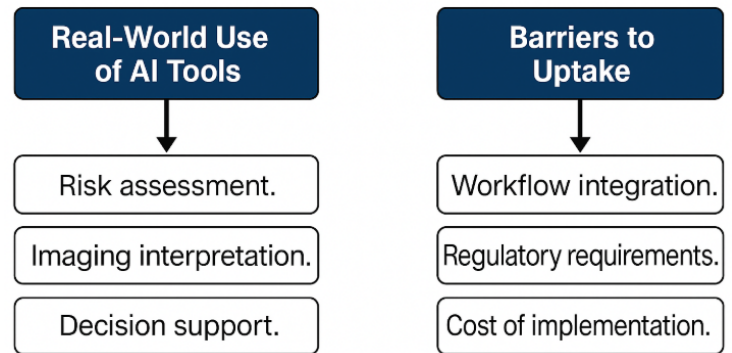 Real-World Use
of AI Tools
Risk assessment.
Imaging interpretation.
Decision support.
Barriers to
Uptake
Workflow integration.
Regulatory requirements.
Cost of implementation.